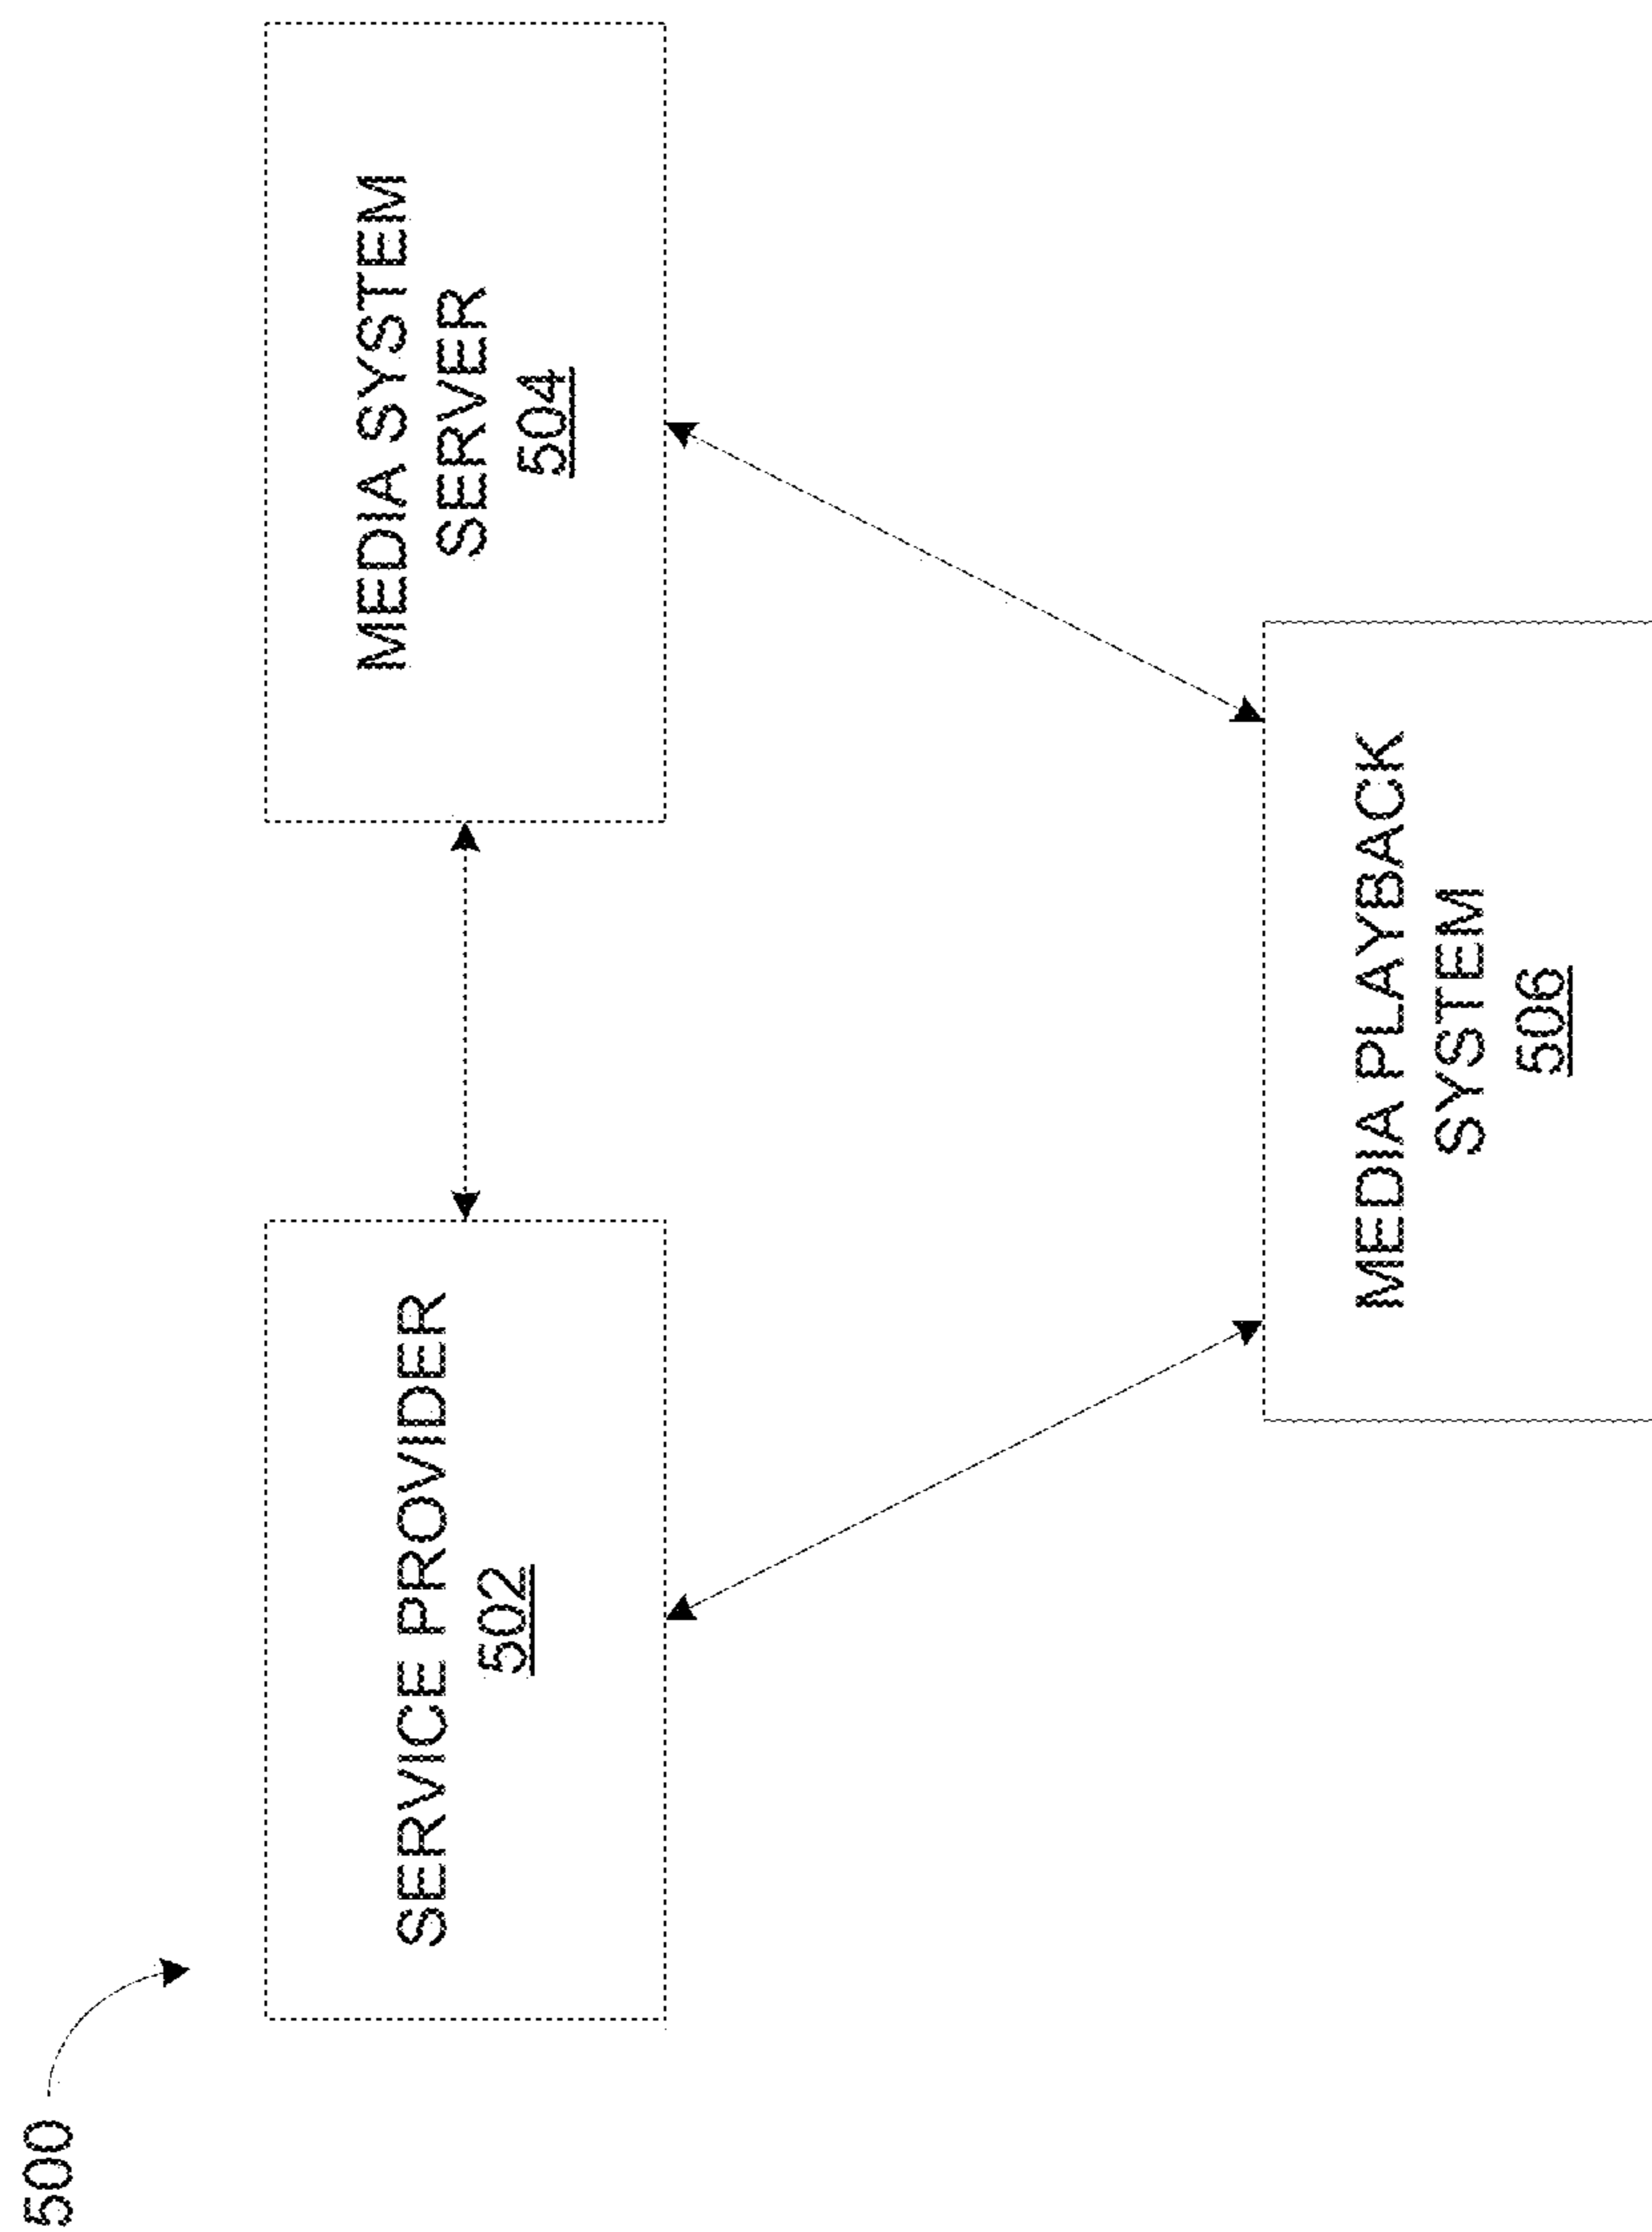 500
SERVICE PROVIDER
502
MEDIA SYSTEM
SERVER
504
MEDIA PLAYBACK
SYSTEM
506